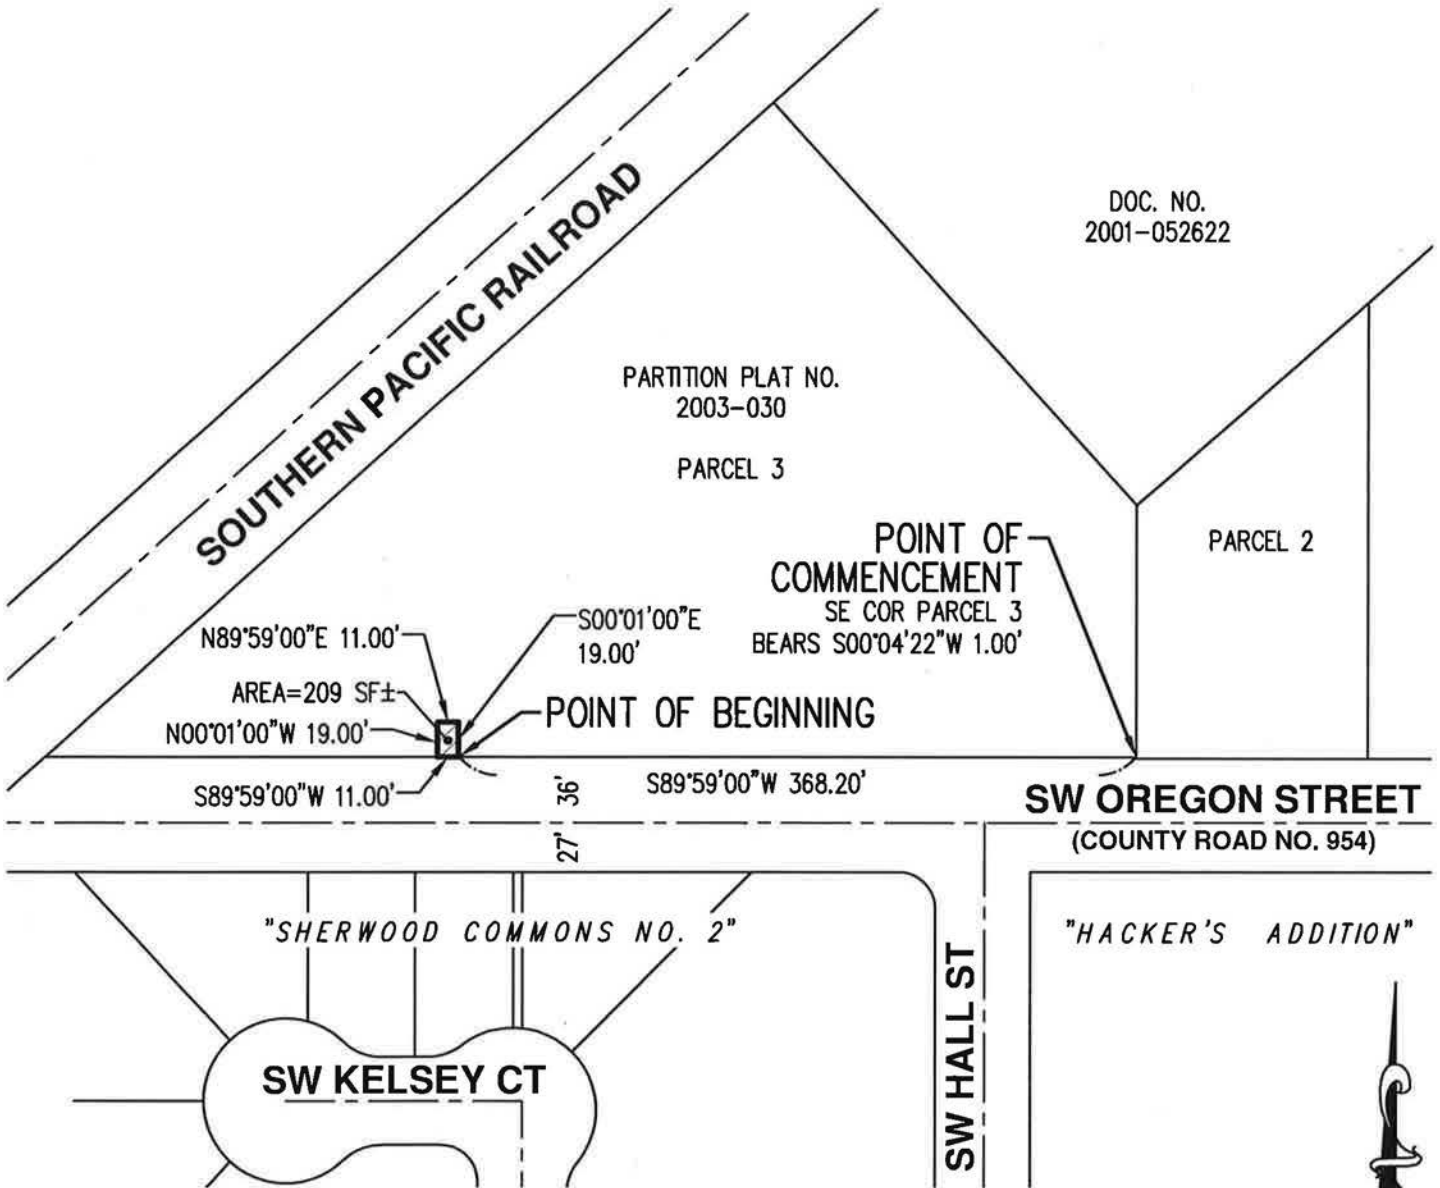 SOUTHERN PACIFIC RAILROAD
DOC. NO.
2001-052622
PARTITION PLAT NO.
2003-030
PARCEL 3
PARCEL 2
POINT OF
COMMENCEMENT
SE COR PARCEL 3
BEARS S00°04'22"W 1.00'
N89°59'00"E 11.00'
S00°01'00"E
19.00'
AREA=209 SF±
N00°01'00"W 19.00'
POINT OF BEGINNING
S89°59'00"W 11.00'
36'
S89°59'00"W 368.20'
27'
SW OREGON STREET
(COUNTY ROAD NO. 954)
"SHERWOOD COMMONS NO. 2"
"HACKER'S ADDITION"
SW KELSEY CT
SW HALL ST